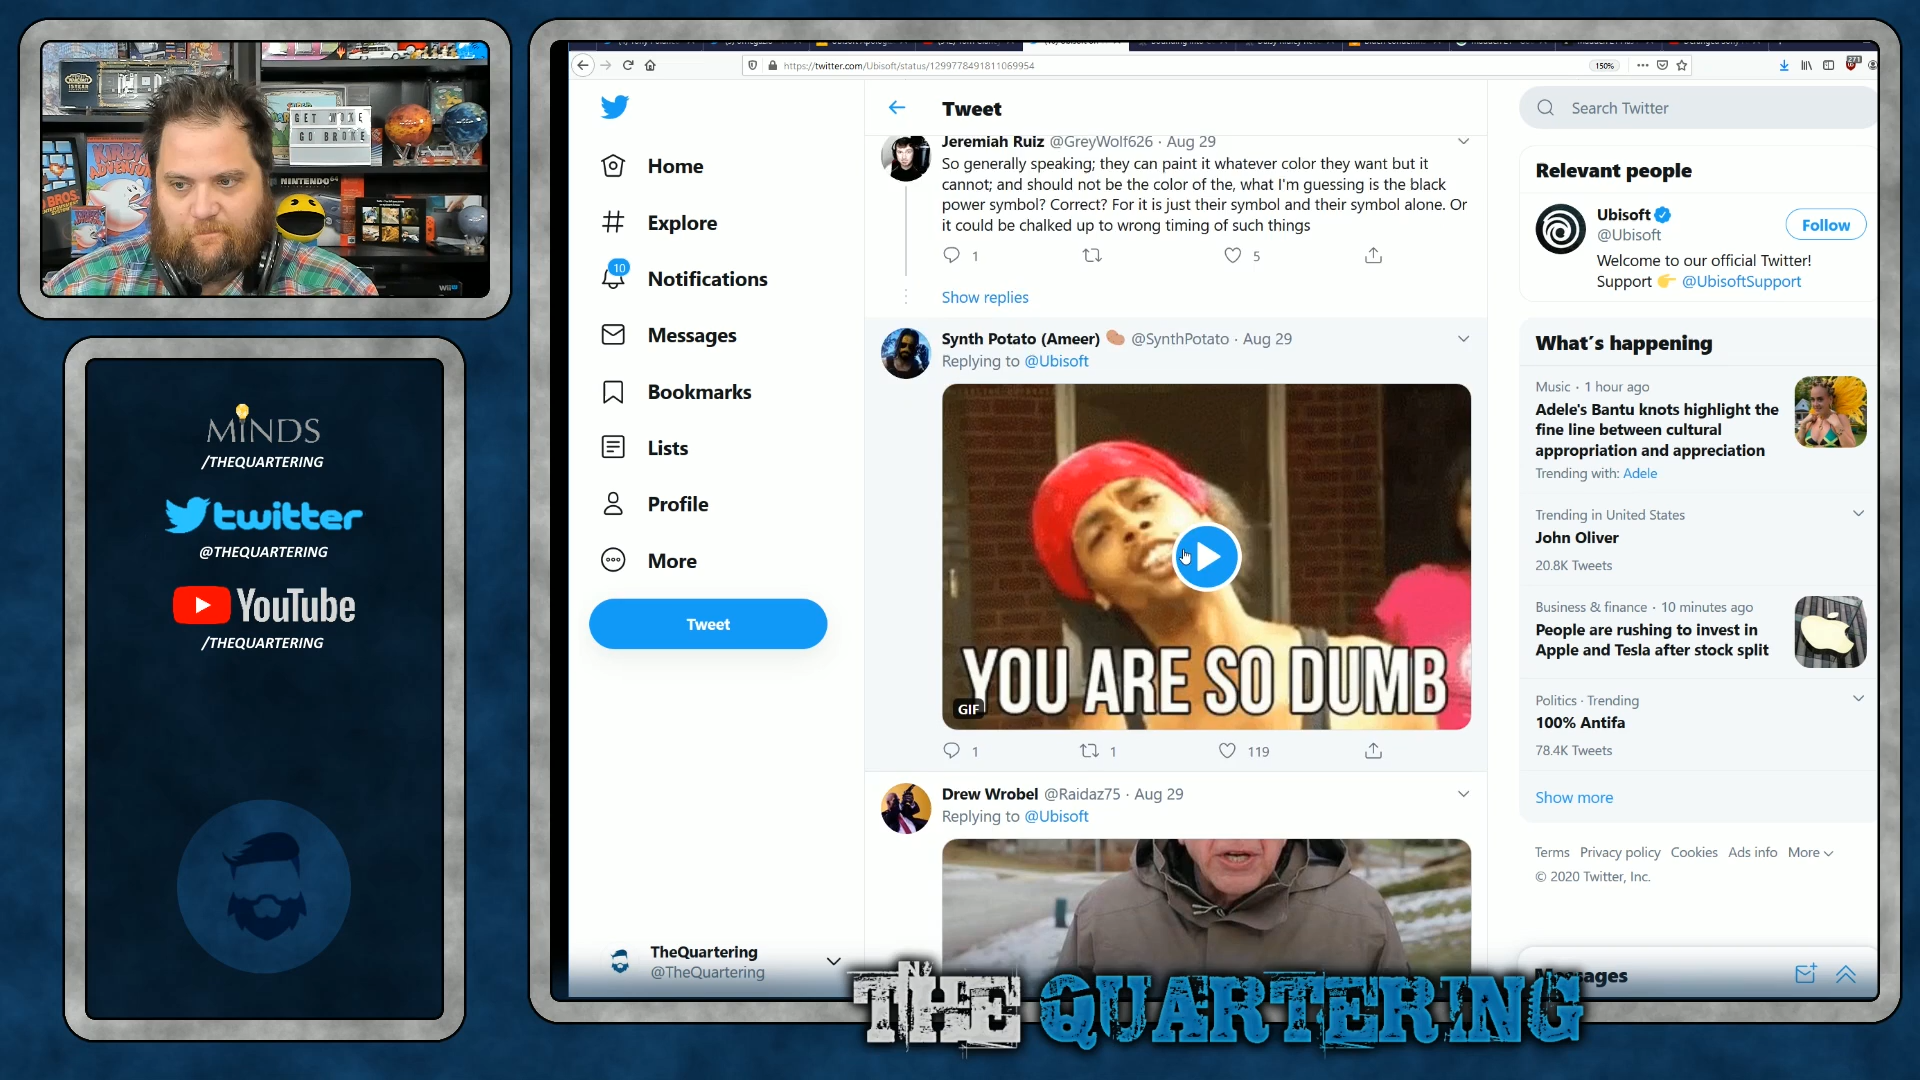 GET WOKE
GO BROKE
KIRBY'S
ADVENTURE
BROS.
NINTENDO64
WiiU
MINDS
/THEQUARTERING
twitter
@THEQUARTERING
YouTube
/THEQUARTERING
https://twitter.com/Ubisoft/status/1299778491811069954
150%
271
Home
Explore
10
Notifications
Messages
Bookmarks
Lists
Profile
More
Tweet
TheQuartering
@TheQuartering
Tweet
Jeremiah Ruiz @GreyWolf626 · Aug 29
So generally speaking; they can paint it whatever color they want but it
cannot; and should not be the color of the, what I'm guessing is the black
power symbol? Correct? For it is just their symbol and their symbol alone. Or
it could be chalked up to wrong timing of such things
1
5
Show replies
Synth Potato (Ameer) @SynthPotato · Aug 29
Replying to @Ubisoft
YOU ARE SO DUMB
GIF
1
1
119
Drew Wrobel @Raidaz75 · Aug 29
Replying to @Ubisoft
Search Twitter
Relevant people
Ubisoft
@Ubisoft
Follow
Welcome to our official Twitter!
Support 👉 @UbisoftSupport
What's happening
Music · 1 hour ago
Adele's Bantu knots highlight the
fine line between cultural
appropriation and appreciation
Trending with: Adele
Trending in United States
John Oliver
20.8K Tweets
Business & finance · 10 minutes ago
People are rushing to invest in
Apple and Tesla after stock split
Politics · Trending
100% Antifa
78.4K Tweets
Show more
Terms Privacy policy Cookies Ads info More
© 2020 Twitter, Inc.
Messages
THE QUARTERING